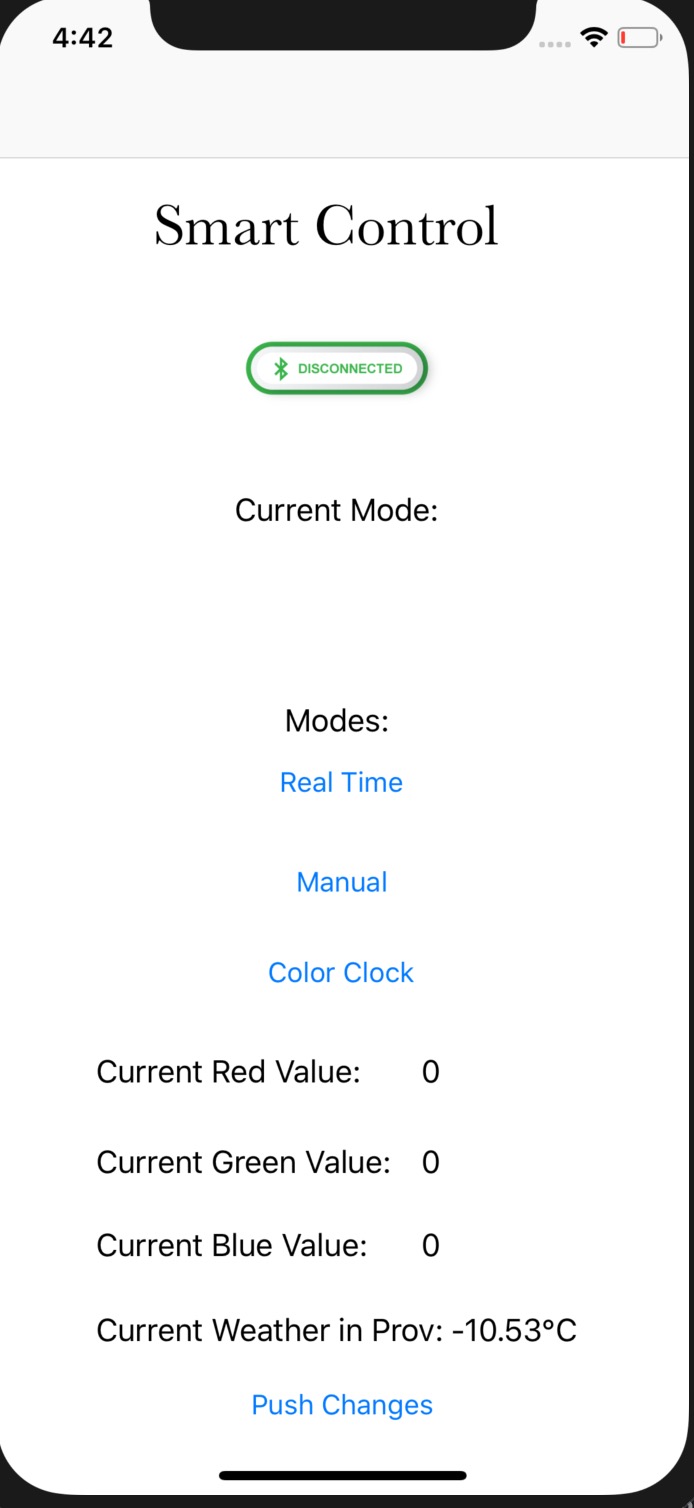 4:42
Smart Control
DISCONNECTED
Current Mode:
Modes:
Real Time
Manual
Color Clock
Current Red Value: 0
Current Green Value: 0
Current Blue Value: 0
Current Weather in Prov: -10.53°C
Push Changes